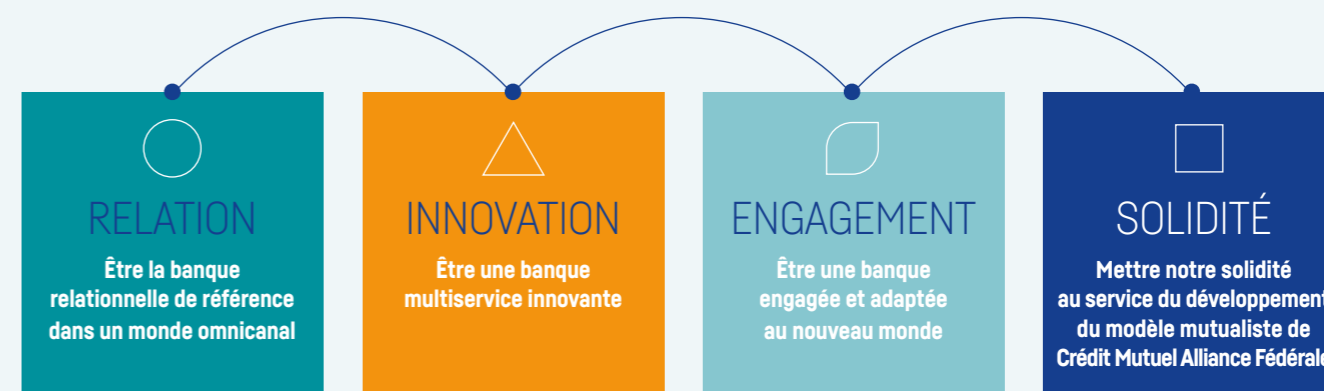 RELATION
Être la banque
relationnelle de référence
dans un monde omnicanal
INNOVATION
Être une banque
multiservice innovante
ENGAGEMENT
Être une banque
engagée et adaptée
au nouveau monde
SOLIDITÉ
Mettre notre solidité
au service du développement
du modèle mutualiste de
Crédit Mutuel Alliance Fédérale